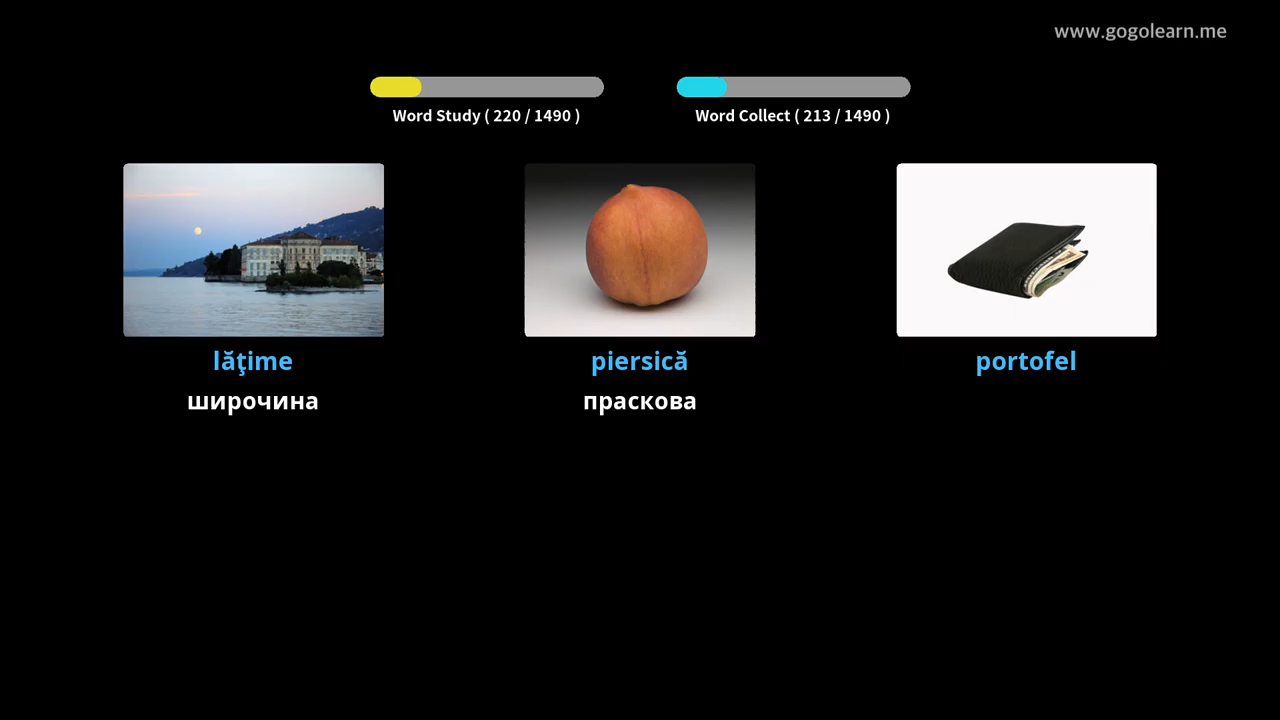 www.gogolearn.me
Word Study ( 220 / 1490 )
Word Collect ( 213 / 1490 )
lăţime
piersică
portofel
широчина
праскова